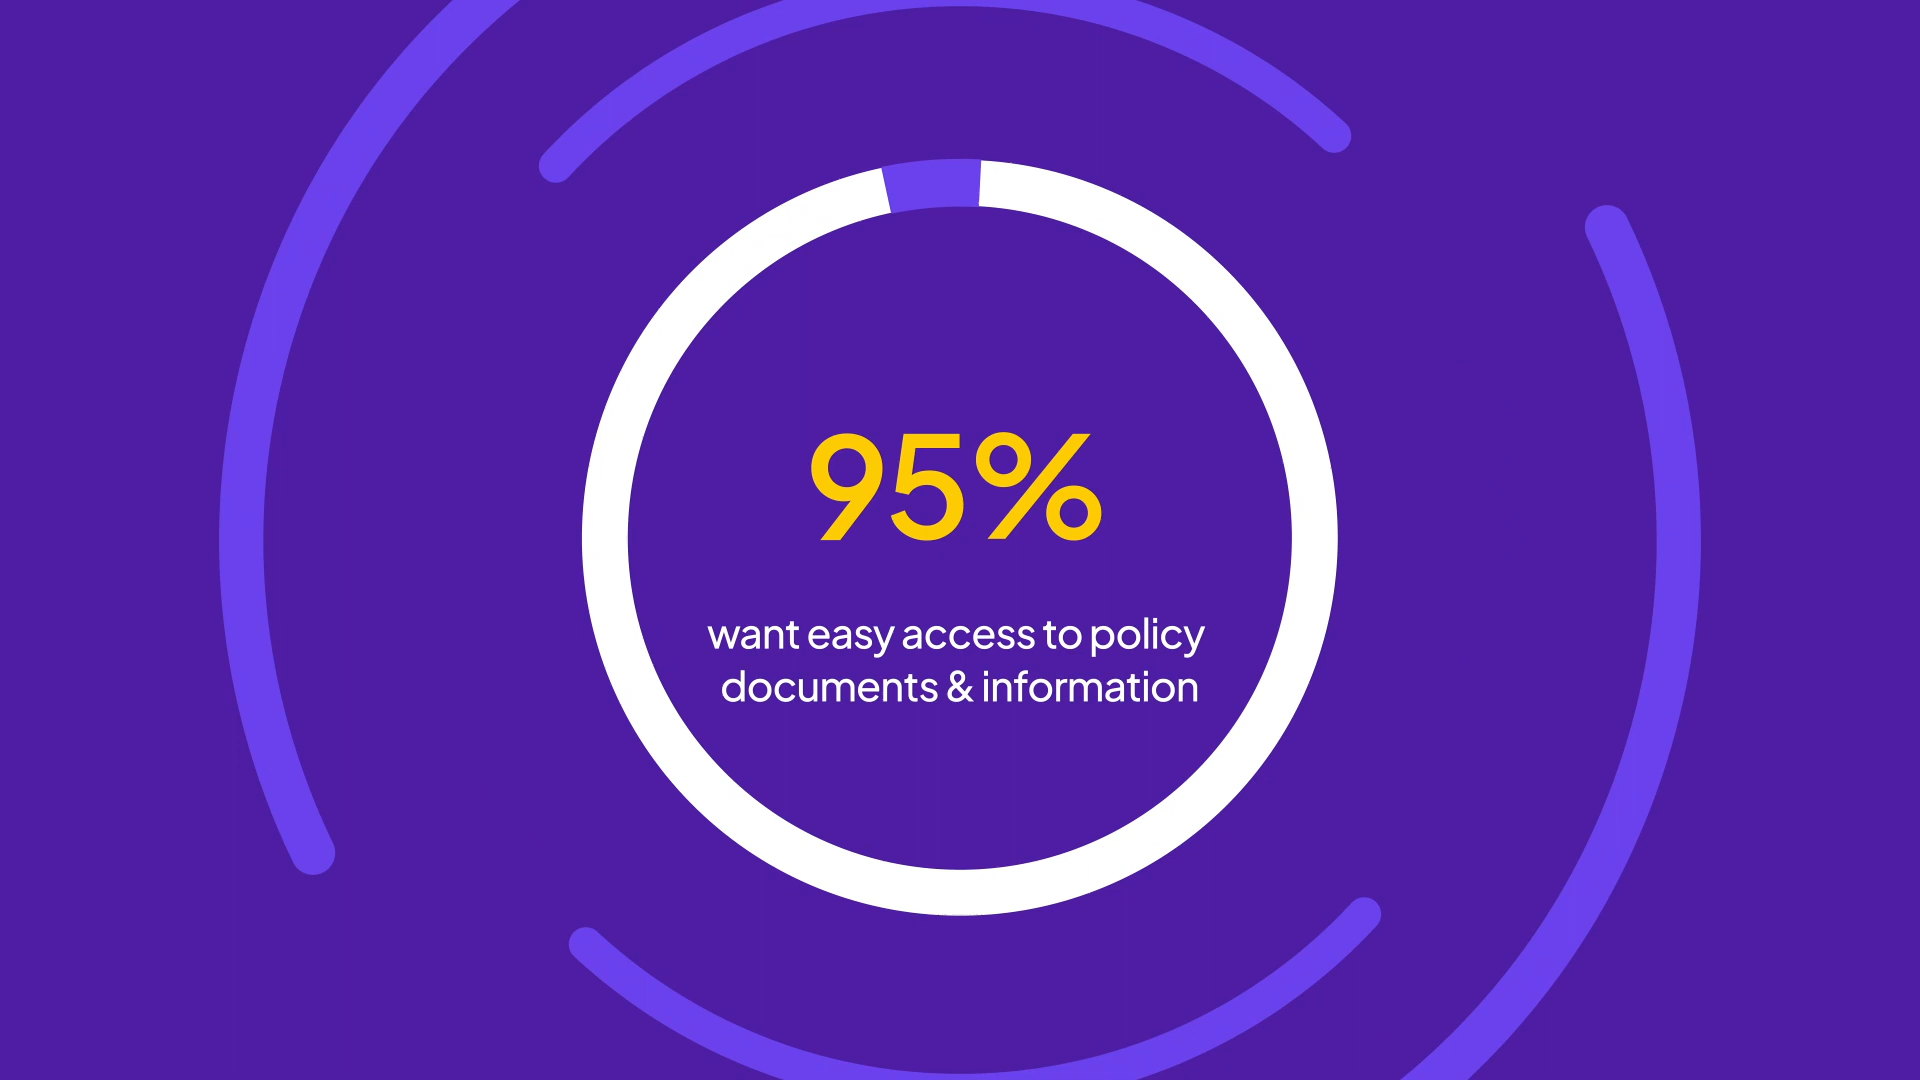 95%
want easy access to policy
documents & information